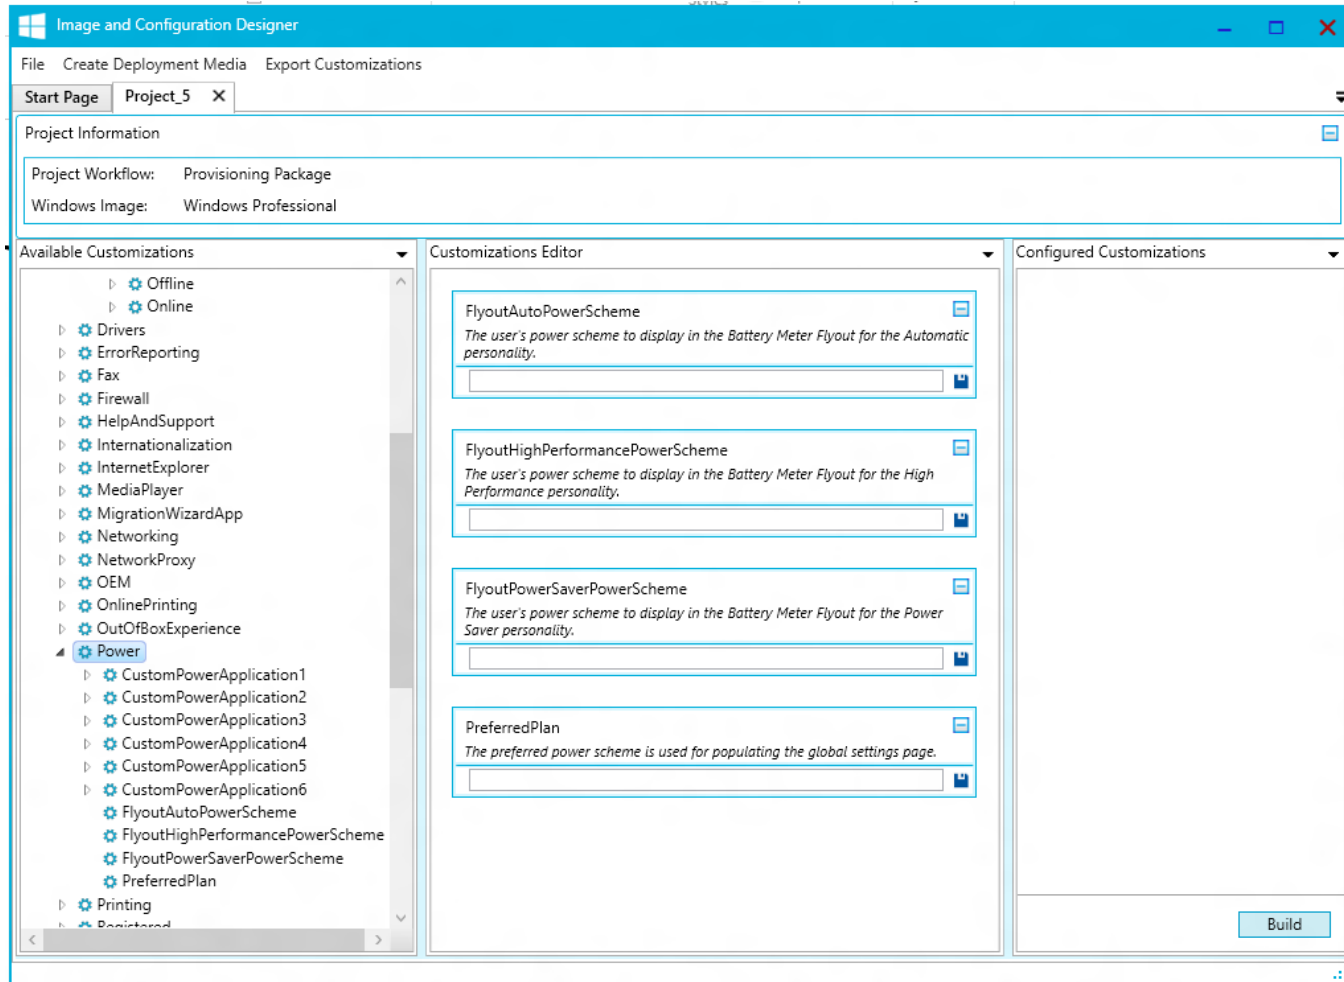 Image and Configuration Designer
File Create Deployment Media Export Customizations
Start Page Project_5
Project Information
Project Workflow: Provisioning Package
Windows Image: Windows Professional
Available Customizations
Offline
Online
Drivers
ErrorReporting
Fax
Firewall
HelpAndSupport
Internationalization
InternetExplorer
MediaPlayer
MigrationWizardApp
Networking
NetworkProxy
OEM
OnlinePrinting
OutOfBoxExperience
Power
CustomPowerApplication1
CustomPowerApplication2
CustomPowerApplication3
CustomPowerApplication4
CustomPowerApplication5
CustomPowerApplication6
FlyoutAutoPowerScheme
FlyoutHighPerformancePowerScheme
FlyoutPowerSaverPowerScheme
PreferredPlan
Printing
Registered
Customizations Editor
FlyoutAutoPowerScheme
The user's power scheme to display in the Battery Meter Flyout for the Automatic
personality.
FlyoutHighPerformancePowerScheme
The user's power scheme to display in the Battery Meter Flyout for the High
Performance personality.
FlyoutPowerSaverPowerScheme
The user's power scheme to display in the Battery Meter Flyout for the Power
Saver personality.
PreferredPlan
The preferred power scheme is used for populating the global settings page.
Configured Customizations
Build